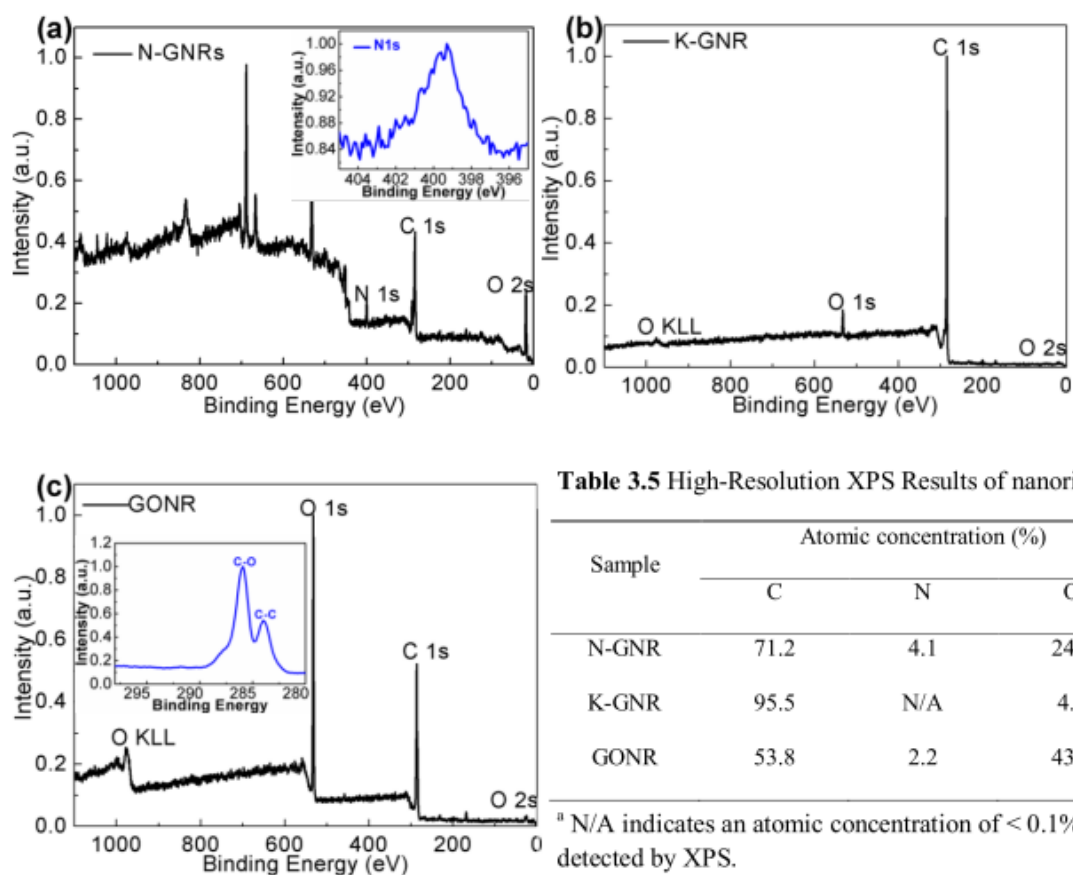 (a)
N-GNRs
N1s
1.00
0.96
0.92
0.88
0.84
Intensity (a.u.)
404 402 400 398 396
Binding Energy (eV)
1.0
0.8
0.6
0.4
0.2
0.0
Intensity (a.u.)
C 1s
N 1s
O 2s
1000 800 600 400 200 0
Binding Energy (eV)
(b)
K-GNR
C 1s
1.0
0.8
0.6
0.4
0.2
0.0
Intensity (a.u.)
O 1s
O KLL
O 2s
1000 800 600 400 200 0
Binding Energy (eV)
(c)
GONR
O 1s
1.0
0.8
0.6
0.4
0.2
0.0
Intensity (a.u.)
1.2
1.0
0.8
0.6
0.4
0.2
0.0
Intensity (a.u.)
C-O
C-C
295 290 285 280
Binding Energy
C 1s
O KLL
O 2s
1000 800 600 400 200 0
Binding Energy (eV)
Table 3.5 High-Resolution XPS Results of
Atomic concentration (%)
Sample
C N
N-GNR 71.2 4.1
K-GNR 95.5 N/A
GONR 53.8 2.2
a N/A indicates an atomic concentration of < 0.1%
detected by XPS.